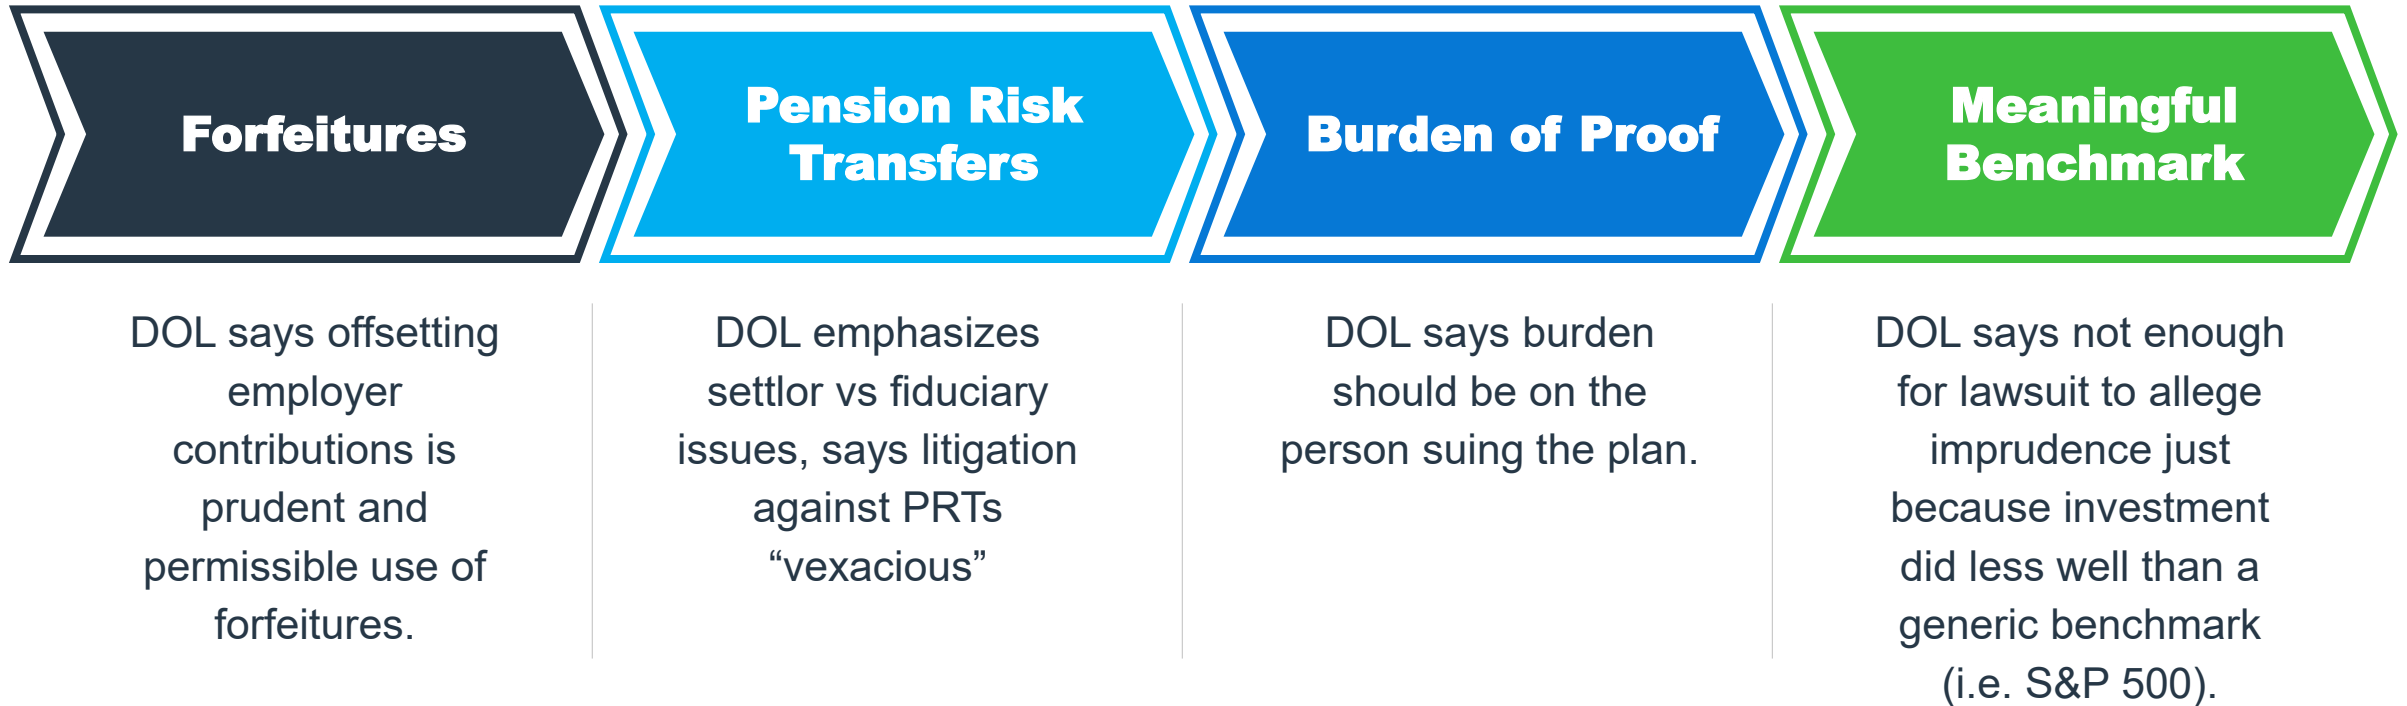 Forfeitures
Pension Risk
Transfers
Burden of Proof
Meaningful
Benchmark
DOL says offsetting
employer
contributions is
prudent and
permissible use of
forfeitures.
DOL emphasizes
settlor vs fiduciary
issues, says litigation
against PRTs
“vexacious”
DOL says burden
should be on the
person suing the plan.
DOL says not enough
for lawsuit to allege
imprudence just
because investment
did less well than a
generic benchmark
(i.e. S&P 500).